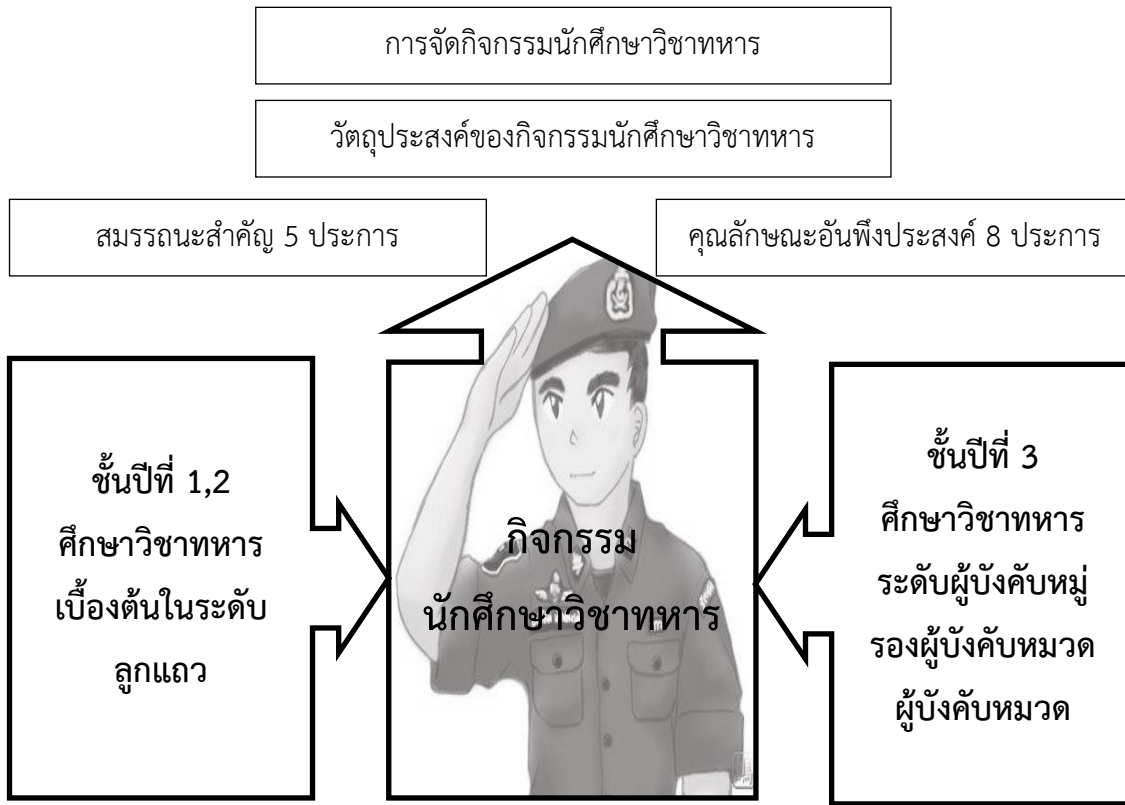 การจัดกิจกรรมนักศึกษาวิชาทหาร
วัตถุประสงค์ของกิจกรรมนักศึกษาวิชาทหาร
สมรรถนะสำคัญ 5 ประการ
คุณลักษณะอันพึงประสงค์ 8 ประการ
ชั้นปีที่ 1,2
ศึกษาวิชาทหาร
เบื้องต้นในระดับ
ลูกแถว
กิจกรรม
นักศึกษาวิชาทหาร
ชั้นปีที่ 3
ศึกษาวิชาทหาร
ระดับผู้บังคับหมู่
รองผู้บังคับหมวด
ผู้บังคับหมวด